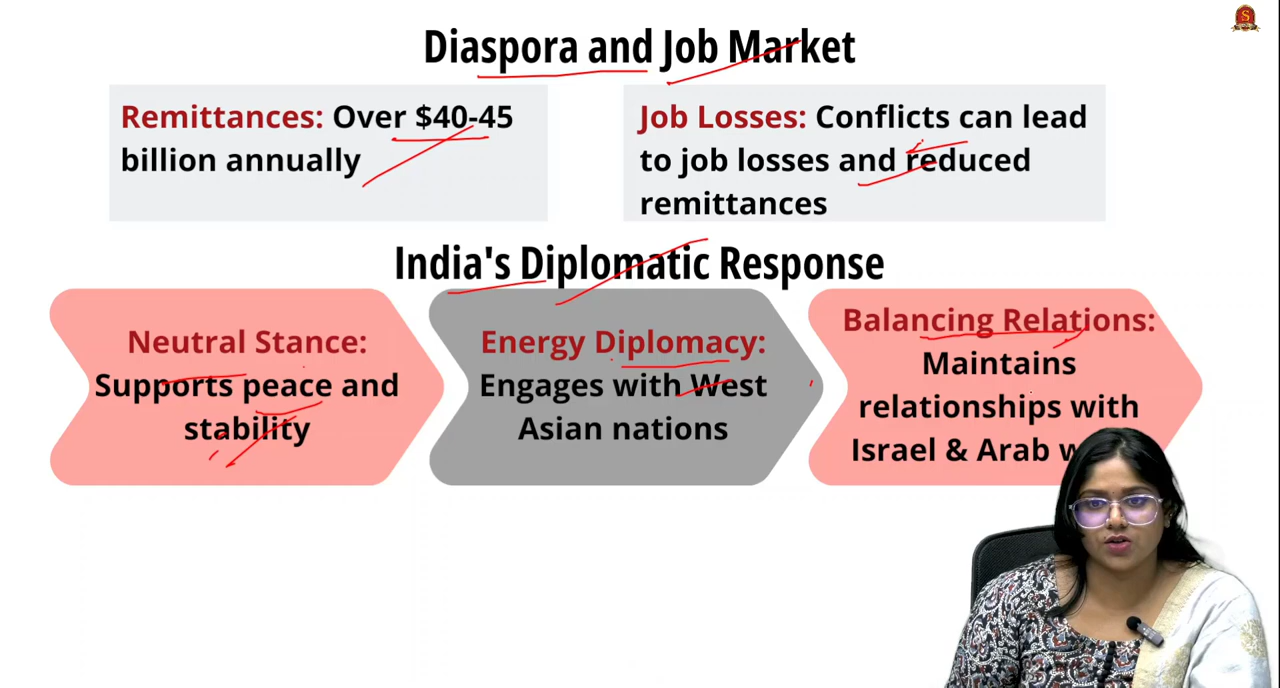 Diaspora and Job Market
Remittances: Over $40-45
billion annually
Job Losses: Conflicts can lead
to job losses and reduced
remittances
India's Diplomatic Response
Neutral Stance:
Supports peace and
stability
Energy Diplomacy:
Engages with West
Asian nations
Balancing Relations:
Maintains
relationships with
Israel & Arab